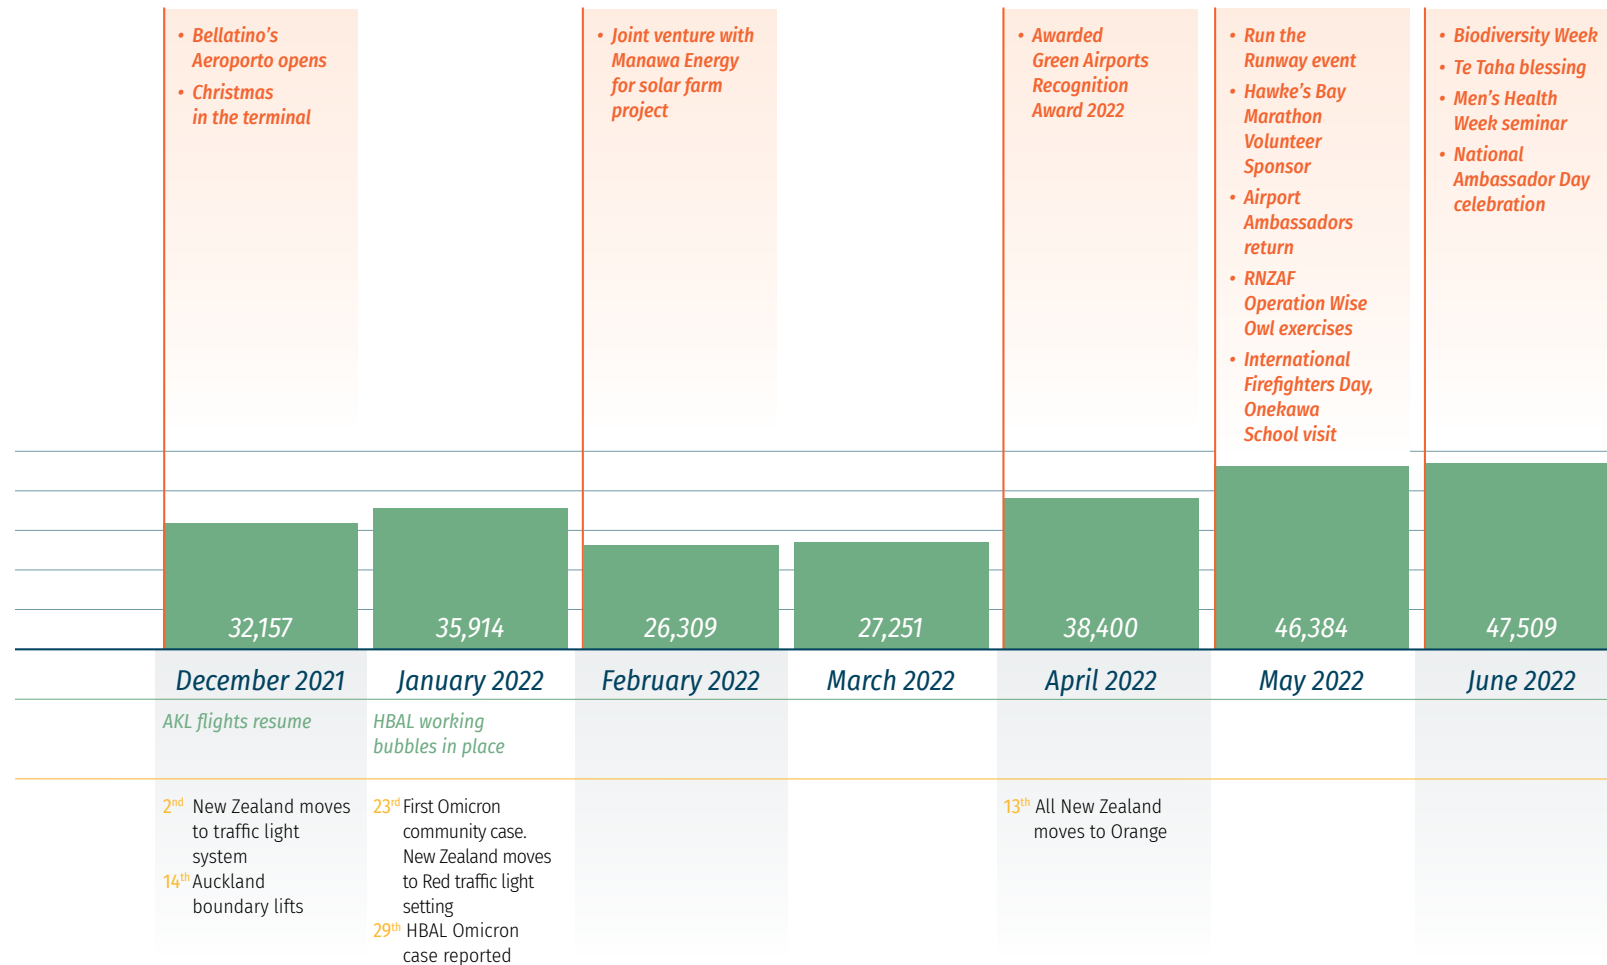 • Bellatino’s
Aeroporto opens
• Christmas
in the terminal
• Joint venture with
Manawa Energy
for solar farm
project
• Awarded
Green Airports
Recognition
Award 2022
• Run the
Runway event
• Hawke’s Bay
Marathon
Volunteer
Sponsor
• Airport
Ambassadors
return
• RNZAF
Operation Wise
Owl exercises
• International
Firefighters Day,
Onekawa
School visit
• Biodiversity Week
• Te Taha blessing
• Men’s Health
Week seminar
• National
Ambassador Day
celebration
32,157
35,914
26,309
27,251
38,400
46,384
47,509
December 2021
January 2022
February 2022
March 2022
April 2022
May 2022
June 2022
AKL flights resume
HBAL working
bubbles in place
2nd New Zealand moves
to traffic light
system
14th Auckland
boundary lifts
23rd First Omicron
community case.
New Zealand moves
to Red traffic light
setting
29th HBAL Omicron
case reported
13th All New Zealand
moves to Orange